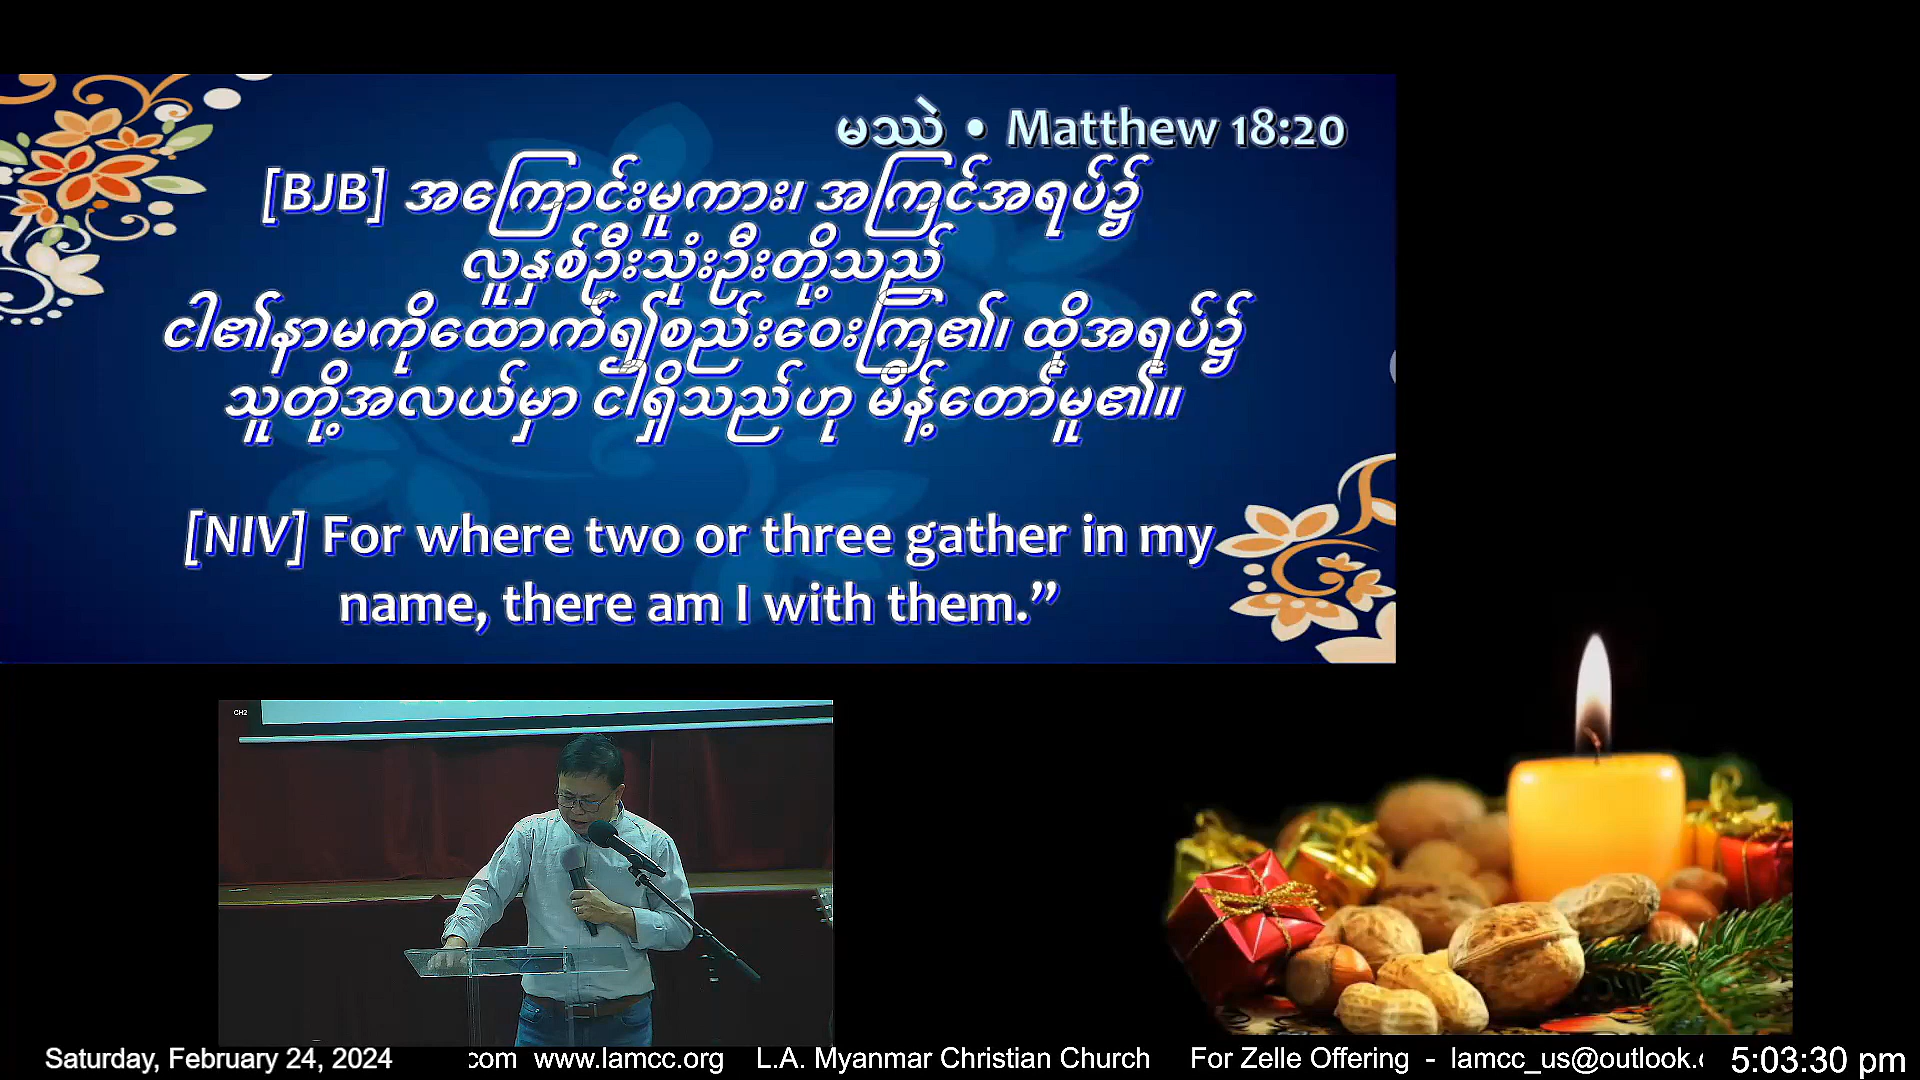 မဿဲ • Matthew 18:20
[BJB] အကြောင်းမူကား၊ အကြင်အရပ်၌
လူနှစ်ဦးသုံးဦးတို့သည်
ငါ၏နာမကိုထောက်၍စည်းဝေးကြ၏၊ ထိုအရပ်၌
သူတို့အလယ်မှာ ငါရှိသည်ဟု မိန့်တော်မူ၏။
[NIV] For where two or three gather in my
name, there am I with them.”
CH2
Saturday, February 24, 2024 com www.lamcc.org L.A. Myanmar Christian Church For Zelle Offering - lamcc_us@outlook.c 5:03:30 pm